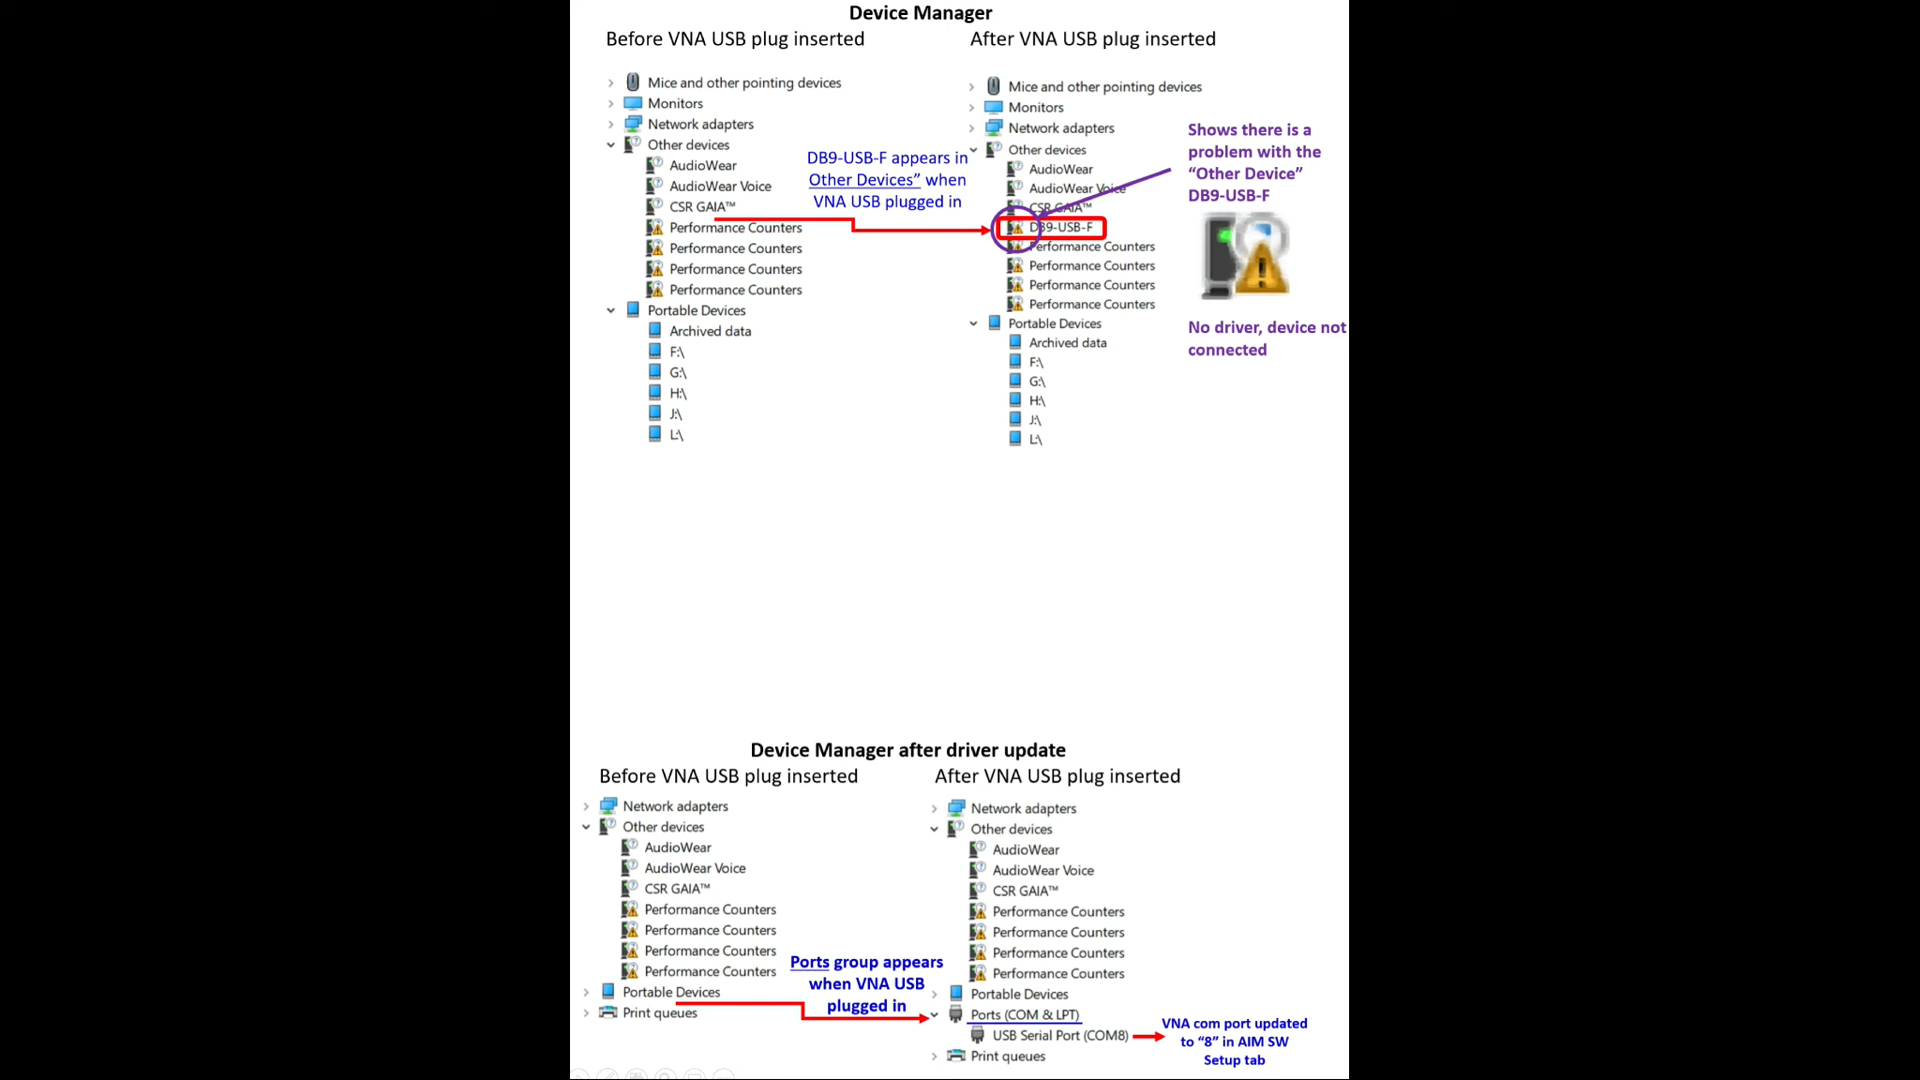 Device Manager
Before VNA USB plug inserted
After VNA USB plug inserted
Mice and other pointing devices
Monitors
Network adapters
Other devices
AudioWear
AudioWear Voice
CSR GAIA™
Performance Counters
Performance Counters
Performance Counters
Performance Counters
Portable Devices
Archived data
F:\
G:\
H:\
J:\
L:\
DB9-USB-F appears in
Other Devices” when
VNA USB plugged in
Mice and other pointing devices
Monitors
Network adapters
Other devices
AudioWear
AudioWear Voice
CSR GAIA™
DB9-USB-F
Performance Counters
Performance Counters
Performance Counters
Performance Counters
Portable Devices
Archived data
F:\
G:\
H:\
J:\
L:\
Shows there is a
problem with the
“Other Device”
DB9-USB-F
No driver, device not
connected
Device Manager after driver update
Before VNA USB plug inserted
After VNA USB plug inserted
Network adapters
Other devices
AudioWear
AudioWear Voice
CSR GAIA™
Performance Counters
Performance Counters
Performance Counters
Performance Counters
Portable Devices
Print queues
Ports group appears
when VNA USB
plugged in
Network adapters
Other devices
AudioWear
AudioWear Voice
CSR GAIA™
Performance Counters
Performance Counters
Performance Counters
Performance Counters
Portable Devices
Ports (COM & LPT)
USB Serial Port (COM8)
Print queues
VNA com port updated
to “8” in AIM SW
Setup tab